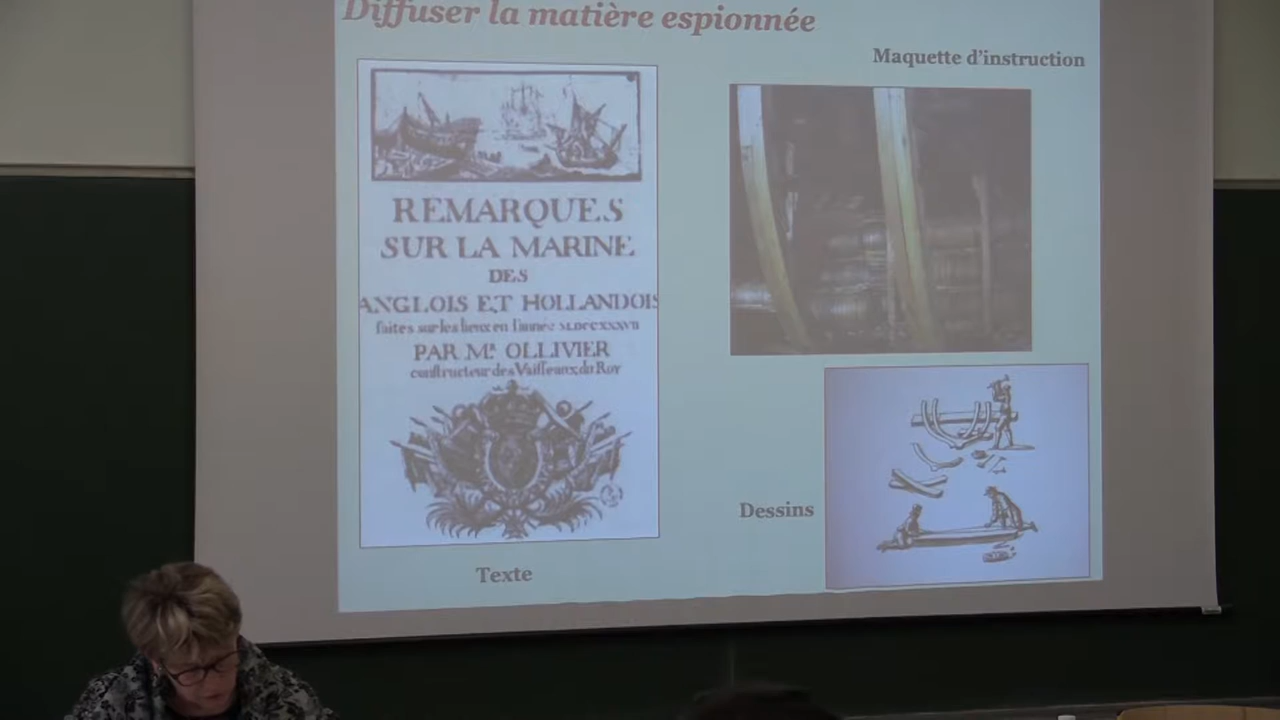 Diffuser la matière espionnée
Maquette d'instruction
REMARQUES
SUR LA MARINE
DES
ANGLOIS ET HOLLANDOIS
faites sur les lieux en l'année MDCCXXXVII
PAR Mᴿ OLLIVIER
constructeur des Vaisseaux du Roy
Dessins
Texte